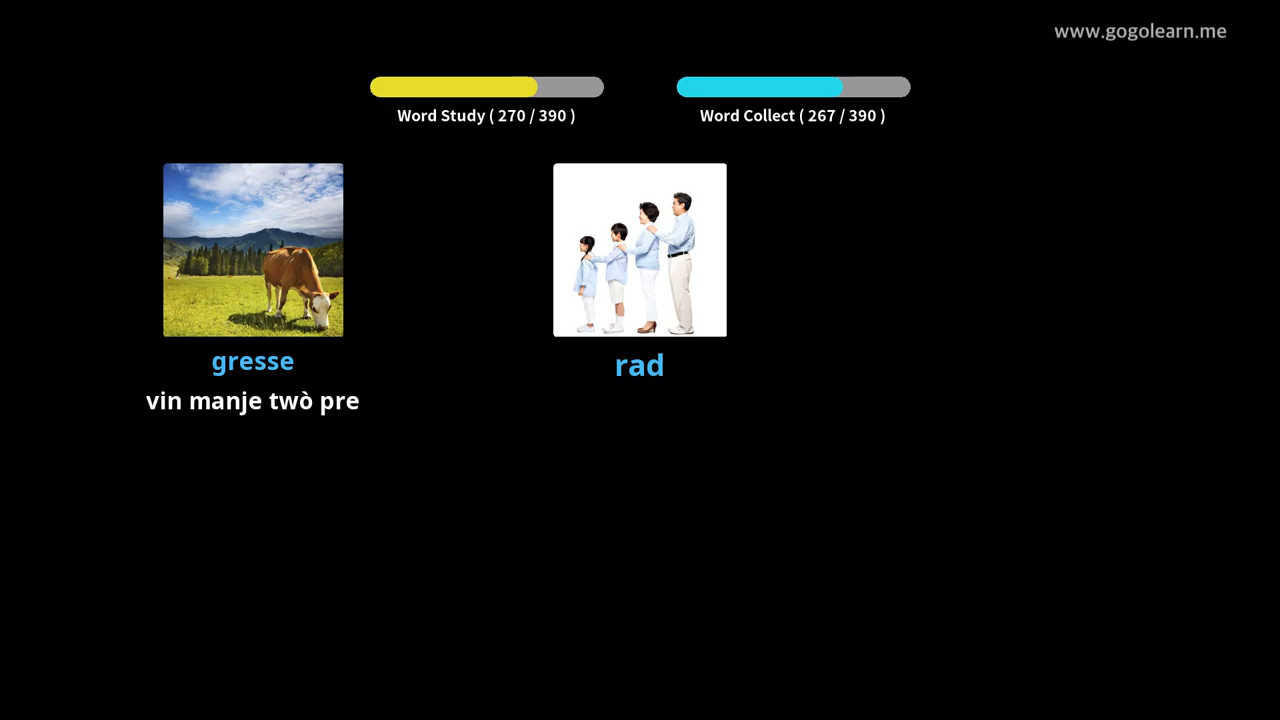 www.gogolearn.me
Word Study ( 270 / 390 )
Word Collect ( 267 / 390 )
gresse
vin manje twò pre
rad